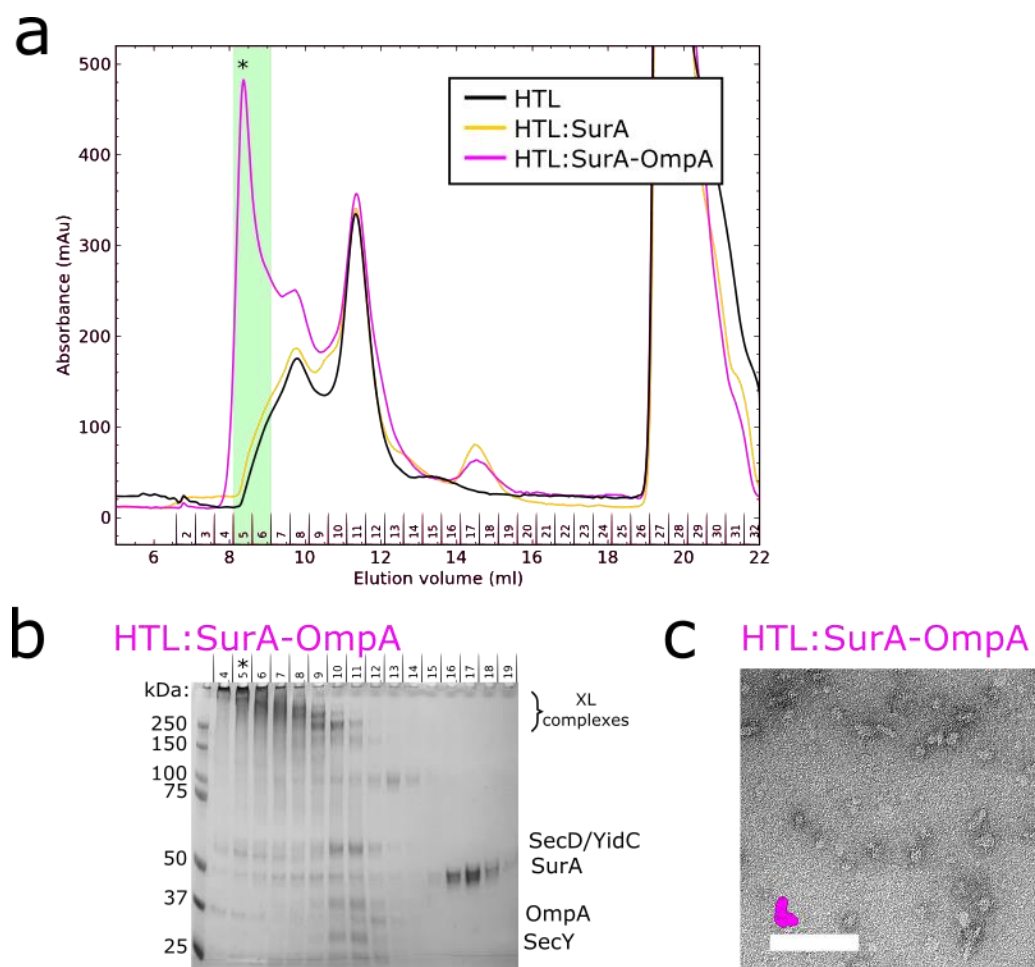 a
*
HTL
HTL:SurA
HTL:SurA-OmpA
500
400
300
200
100
0
Absorbance (mAu)
2 3 4 5 6 7 8 9 10 11 12 13 14 15 16 17 18 19 20 21 22 23 24 25 26 27 28 29 30 31 32
6 8 10 12 14 16 18 20 22
Elution volume (ml)
b HTL:SurA-OmpA
*
kDa: 4 5 6 7 8 9 10 11 12 13 14 15 16 17 18 19
250
150
100
75
50
37
25
XL
complexes
SecD/YidC
SurA
OmpA
SecY
c HTL:SurA-OmpA